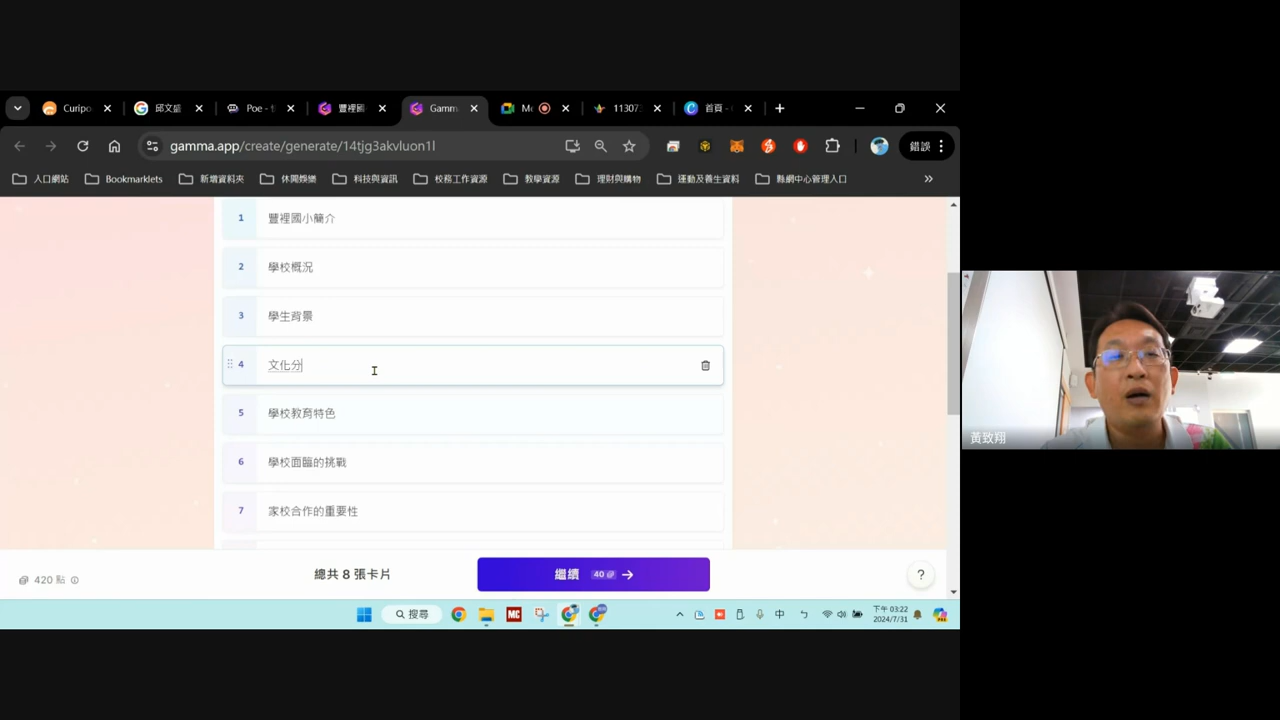 Curipo
邱文盛
Poe -
豐裡國
Gamm
M
11307
首頁 -
gamma.app/create/generate/14tjg3akvluon1l
錯誤
人口網站
Bookmarklets
新增資料夾
休閒娛樂
科技與資訊
校務工作資源
教學資源
理財與購物
運動及養生資料
縣網中心管理入口
»
1 豐裡國小簡介
2 學校概況
3 學生背景
4 文化分
5 學校教育特色
6 學校面臨的挑戰
7 家校合作的重要性
420 點
總共 8 張卡片
繼續 40
?
搜尋
MC
中
下午 03:22
2024/7/31
黃致翔